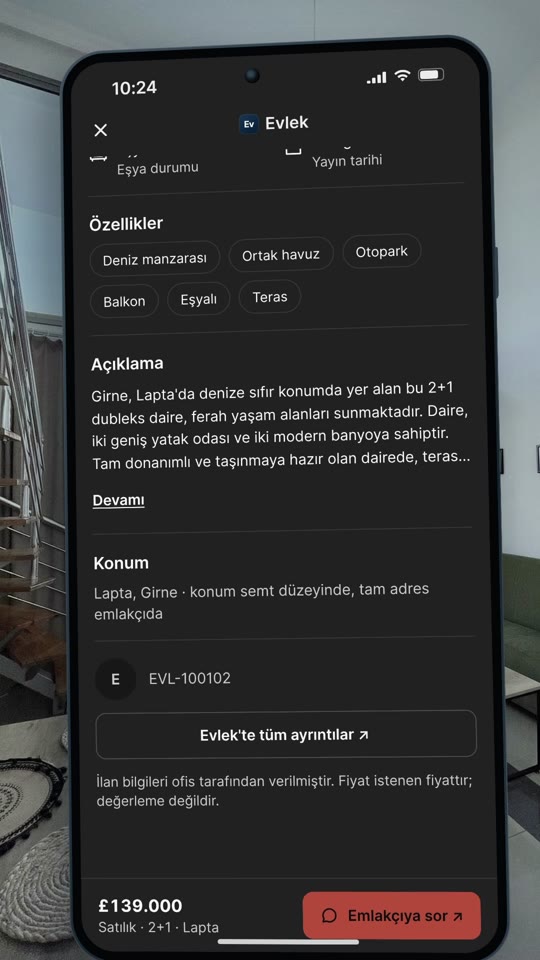 10:24
Ev Evlek
Eşya durumu
Yayın tarihi
Özellikler
Deniz manzarası
Ortak havuz
Otopark
Balkon
Eşyalı
Teras
Açıklama
Girne, Lapta'da denize sıfır konumda yer alan bu 2+1
dubleks daire, ferah yaşam alanları sunmaktadır. Daire,
iki geniş yatak odası ve iki modern banyoya sahiptir.
Tam donanımlı ve taşınmaya hazır olan dairede, teras...
Devamı
Konum
Lapta, Girne · konum semt düzeyinde, tam adres
emlakçıda
E EVL-100102
Evlek'te tüm ayrıntılar ↗
İlan bilgileri ofis tarafından verilmiştir. Fiyat istenen fiyattır;
değerleme değildir.
£139.000
Satılık · 2+1 · Lapta
Emlakçıya sor ↗